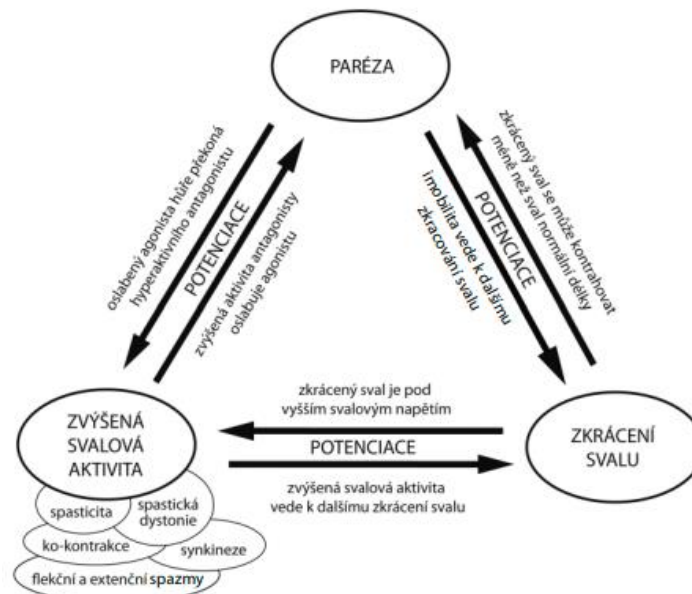 PARÉZA
oslabený agonista hůře překoná
hyperaktivního antagonistu
POTENCIACE
zvýšená aktivita antagonisty
oslabuje agonistu
zkrácený sval se může kontrahovat
méně než sval normální délky
POTENCIACE
imobilita vede k dalšímu
zkracování svalu
zkrácený sval je pod
vyšším svalovým napětím
POTENCIACE
zvýšená svalová aktivita
vede k dalšímu zkrácení svalu
ZVÝŠENÁ
SVALOVÁ
AKTIVITA
ZKRÁCENÍ
SVALU
spasticita
spastická
dystonie
ko-kontrakce
synkineze
flekční a extenční spazmy